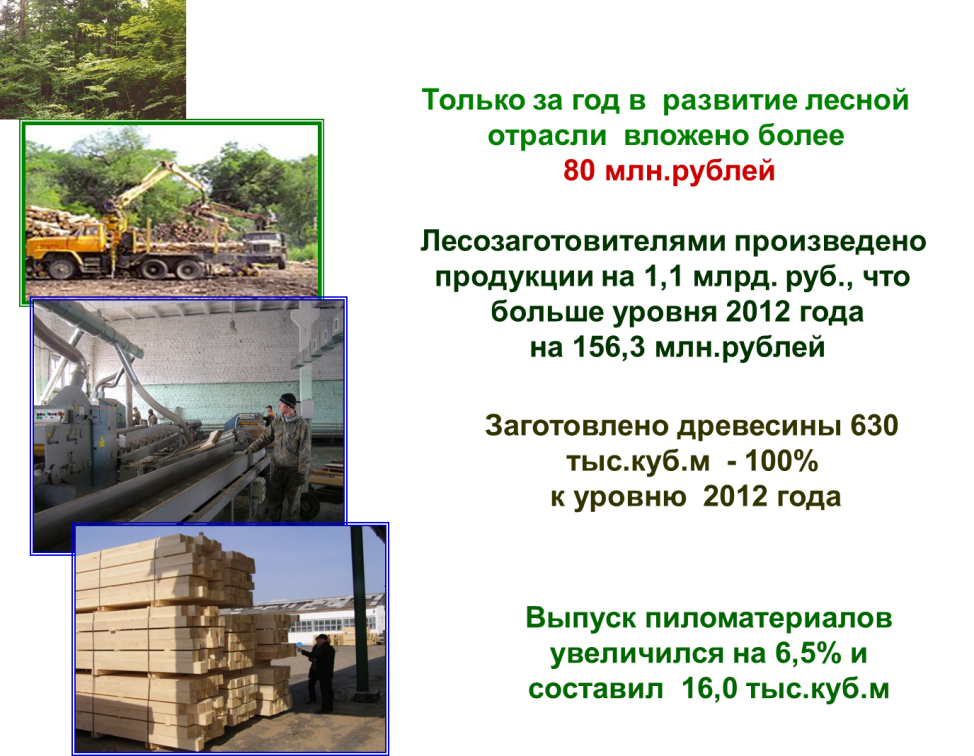 Только за год в развитие лесной
отрасли вложено более
80 млн.рублей
Лесозаготовителями произведено
продукции на 1,1 млрд. руб., что
больше уровня 2012 года
на 156,3 млн.рублей
Заготовлено древесины 630
тыс.куб.м - 100%
к уровню 2012 года
Выпуск пиломатериалов
увеличился на 6,5% и
составил 16,0 тыс.куб.м